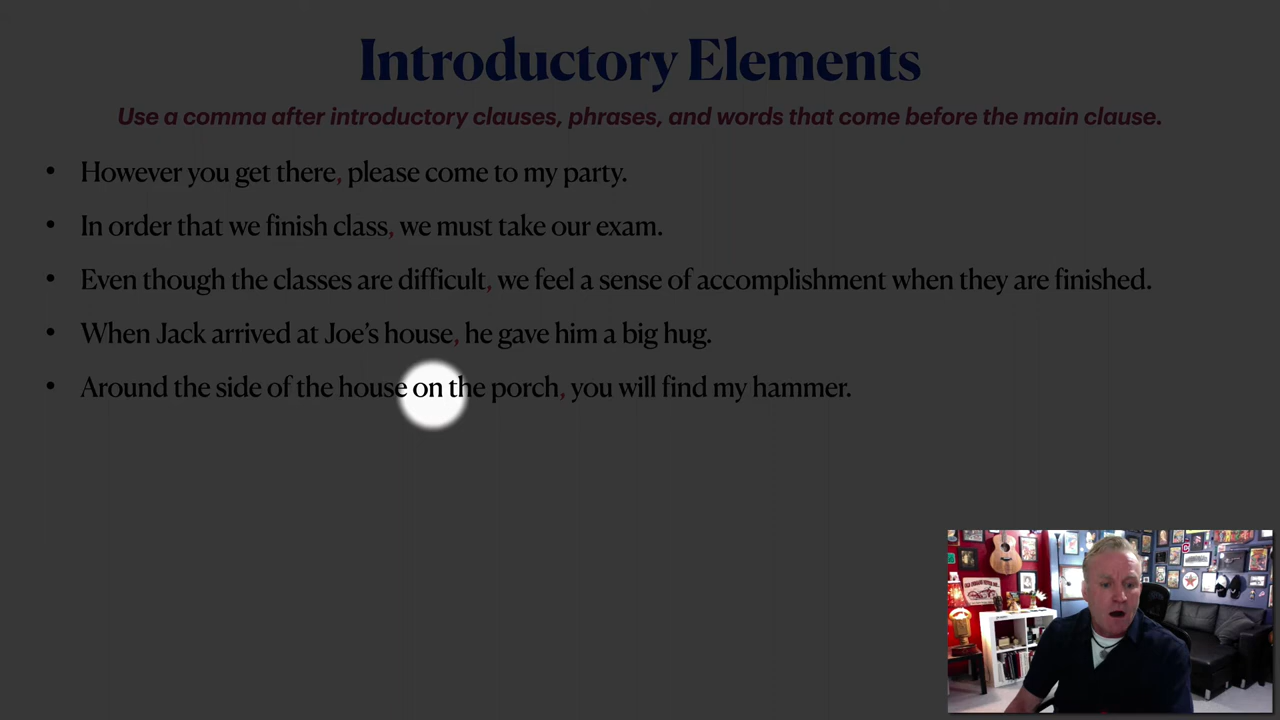 Introductory Elements
Use a comma after introductory clauses, phrases, and words that come before the main clause.
• However you get there, please come to my party.
• In order that we finish class, we must take our exam.
• Even though the classes are difficult, we feel a sense of accomplishment when they are finished.
• When Jack arrived at Joe's house, he gave him a big hug.
• Around the side of the house on the porch, you will find my hammer.